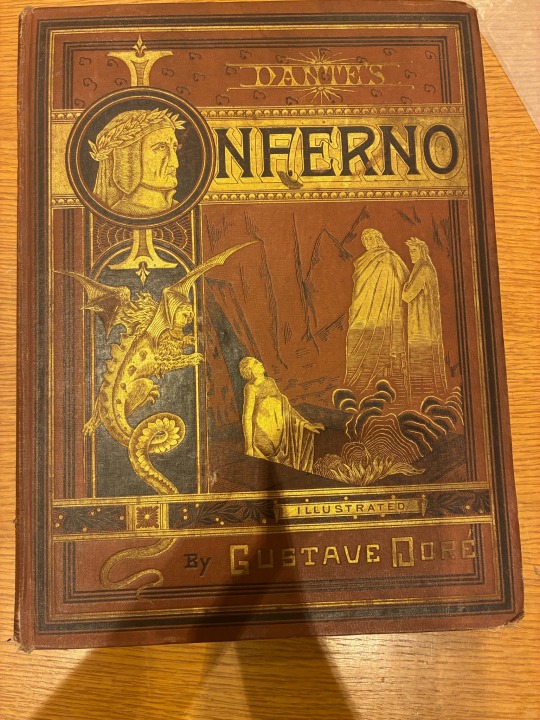 DANTE'S
INFERNO
ILLUSTRATED
By GUSTAVE DORÉ